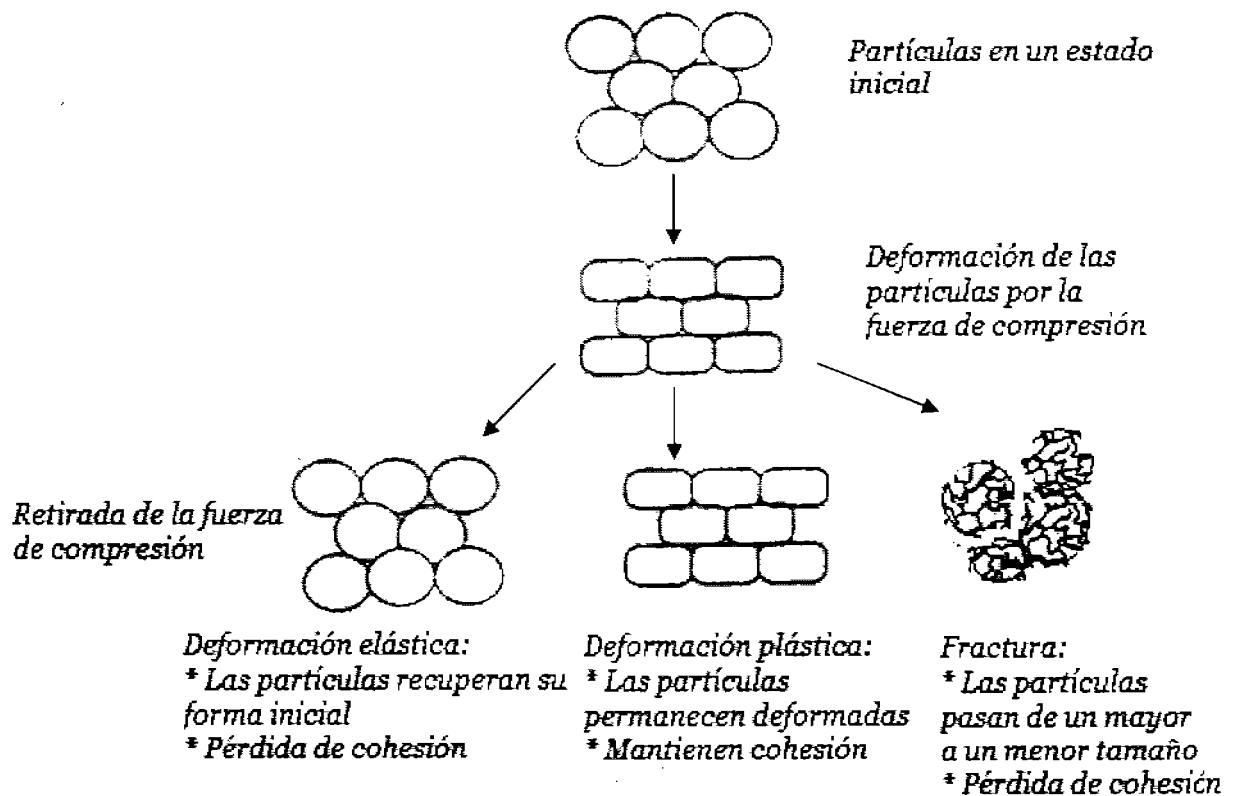 Partículas en un estado
inicial
Deformación de las
partículas por la
fuerza de compresión
Retirada de la fuerza
de compresión
Deformación elástica:
* Las partículas recuperan su
forma inicial
* Pérdida de cohesión
Deformación plástica:
* Las partículas
permanecen deformadas
* Mantienen cohesión
Fractura:
* Las partículas
pasan de un mayor
a un menor tamaño
* Pérdida de cohesión